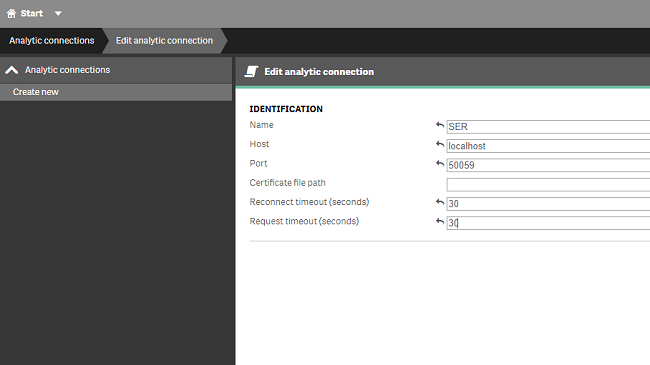 Start
Analytic connections Edit analytic connection
Analytic connections
Create new
Edit analytic connection
IDENTIFICATION
Name SER
Host localhost
Port 50059
Certificate file path
Reconnect timeout (seconds) 30
Request timeout (seconds) 30